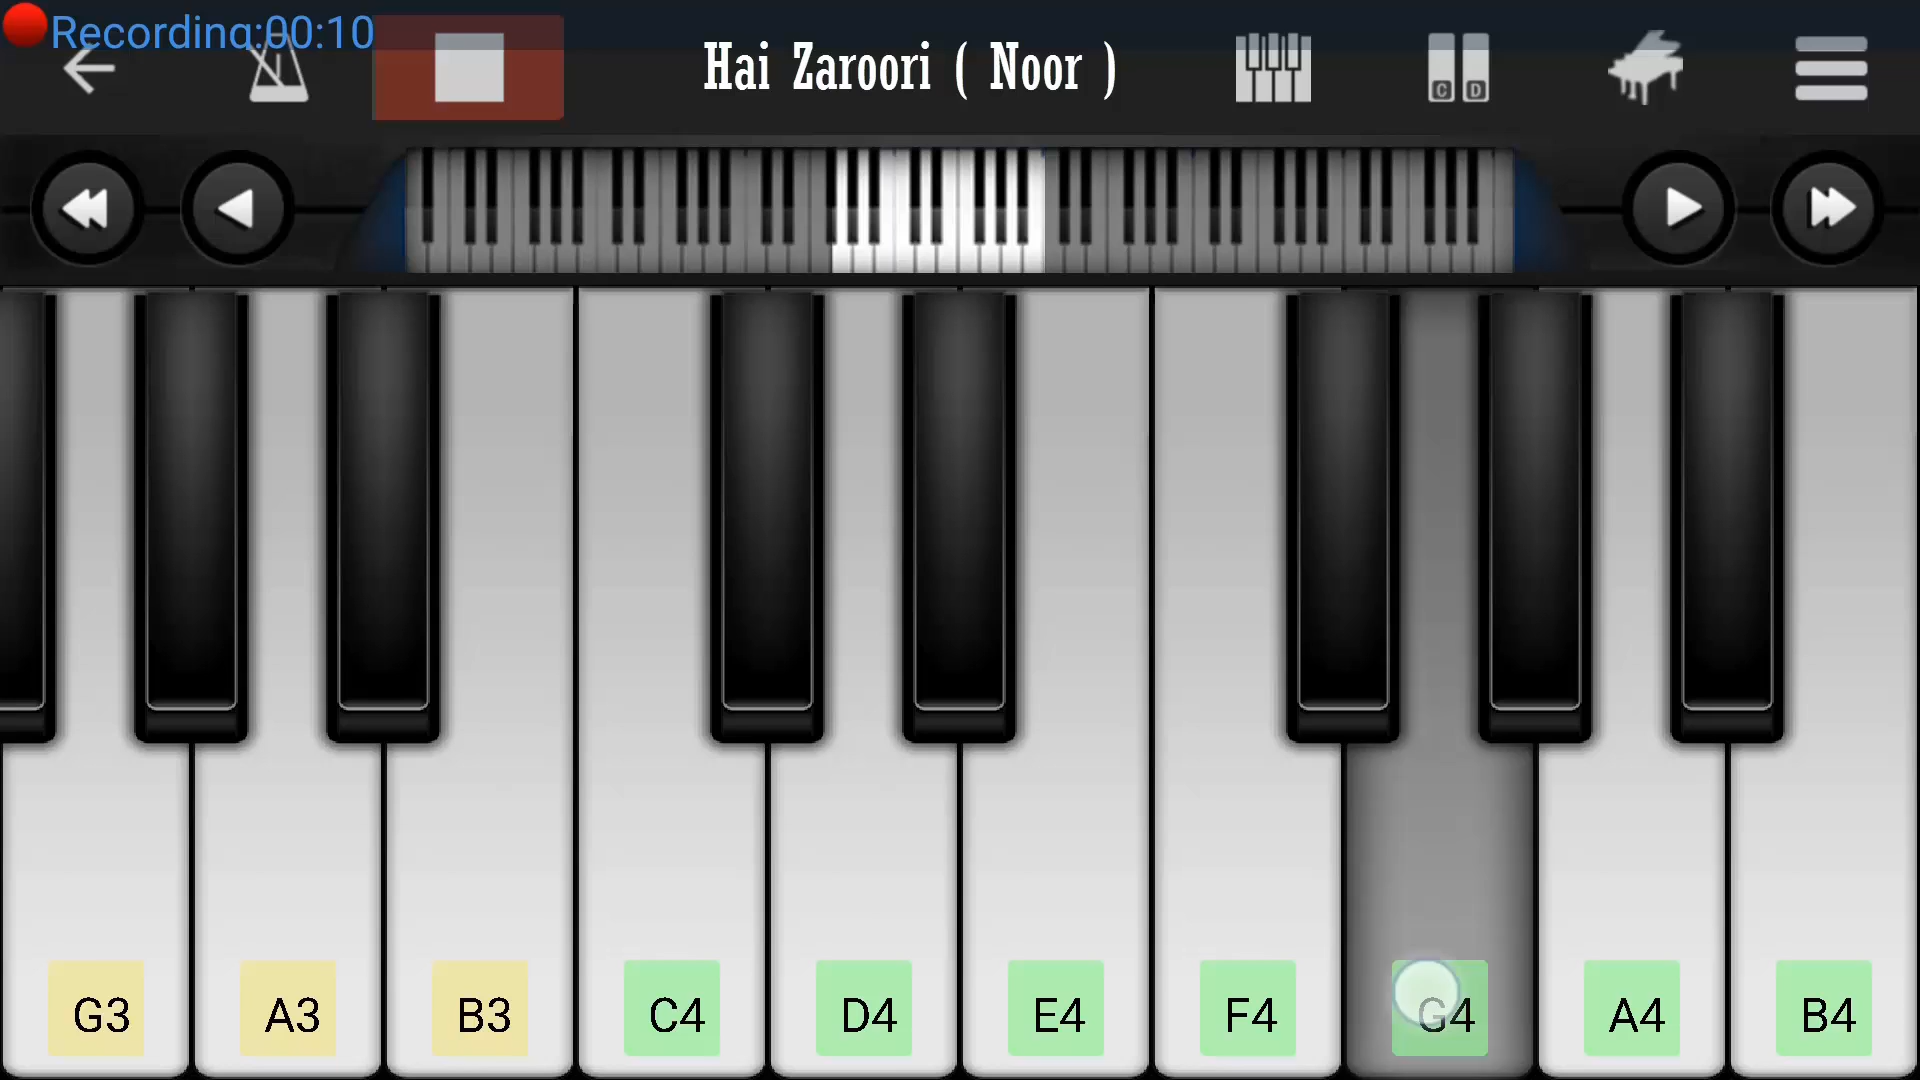 Recording:00:10
Hai Zaroori ( Noor )
C D
G3 A3 B3 C4 D4 E4 F4 G4 A4 B4